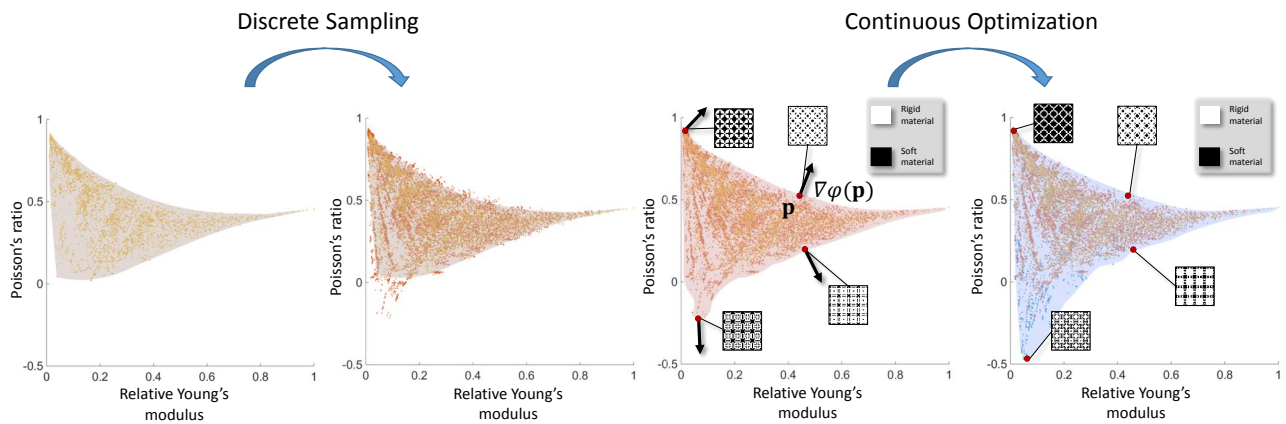 Discrete Sampling
Continuous Optimization
1
0.5
0
-0.5
0
0.2
0.4
0.6
0.8
1
Poisson's ratio
Relative Young's
modulus
1
0.5
0
-0.5
0
0.2
0.4
0.6
0.8
1
Poisson's ratio
Relative Young's
modulus
1
0.5
0
-0.5
0
0.2
0.4
0.6
0.8
1
Poisson's ratio
Relative Young's
modulus
Rigid
material
Soft
material
∇φ(p)
p
1
0.5
0
-0.5
0
0.2
0.4
0.6
0.8
1
Poisson's ratio
Relative Young's
modulus
Rigid
material
Soft
material